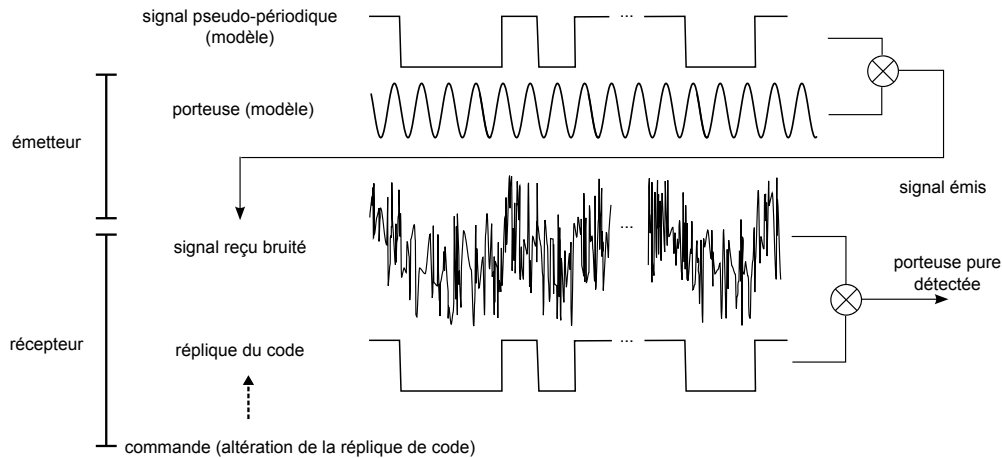 signal pseudo-périodique
(modèle)
...
porteuse (modèle)
émetteur
signal émis
signal reçu bruité
...
porteuse pure
détectée
récepteur
réplique du code
...
commande (altération de la réplique de code)